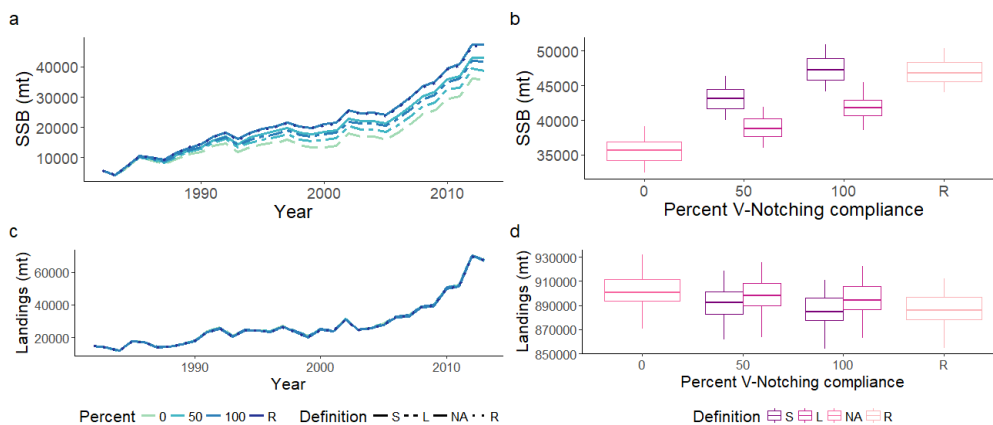 a
SSB (mt)
40000
30000
20000
10000
1990
2000
2010
Year
b
SSB (mt)
50000
45000
40000
35000
0
50
100
R
Percent V-Notching compliance
c
Landings (mt)
60000
40000
20000
1990
2000
2010
Year
d
Landings (mt)
930000
910000
890000
870000
850000
0
50
100
R
Percent V-Notching compliance
Percent 0 50 100 R Definition S L NA R
Definition S L NA R